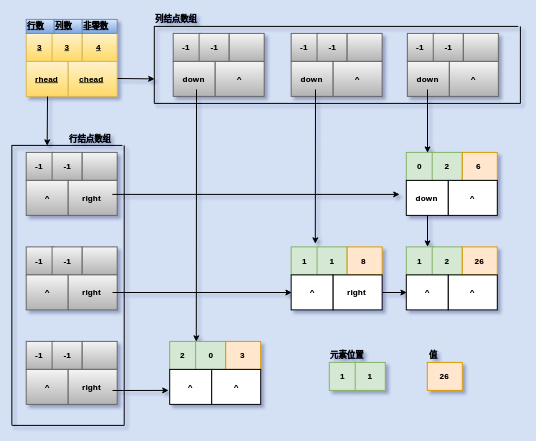 列结点数组
行数 列数 非零数
3 3 4
rhead chead
-1 -1
down ^
-1 -1
down ^
-1 -1
down ^
行结点数组
-1 -1
^ right
0 2 6
down ^
-1 -1
^ right
1 1 8
^ right
1 2 26
^ ^
-1 -1
^ right
2 0 3
^ ^
元素位置
1 1
值
26